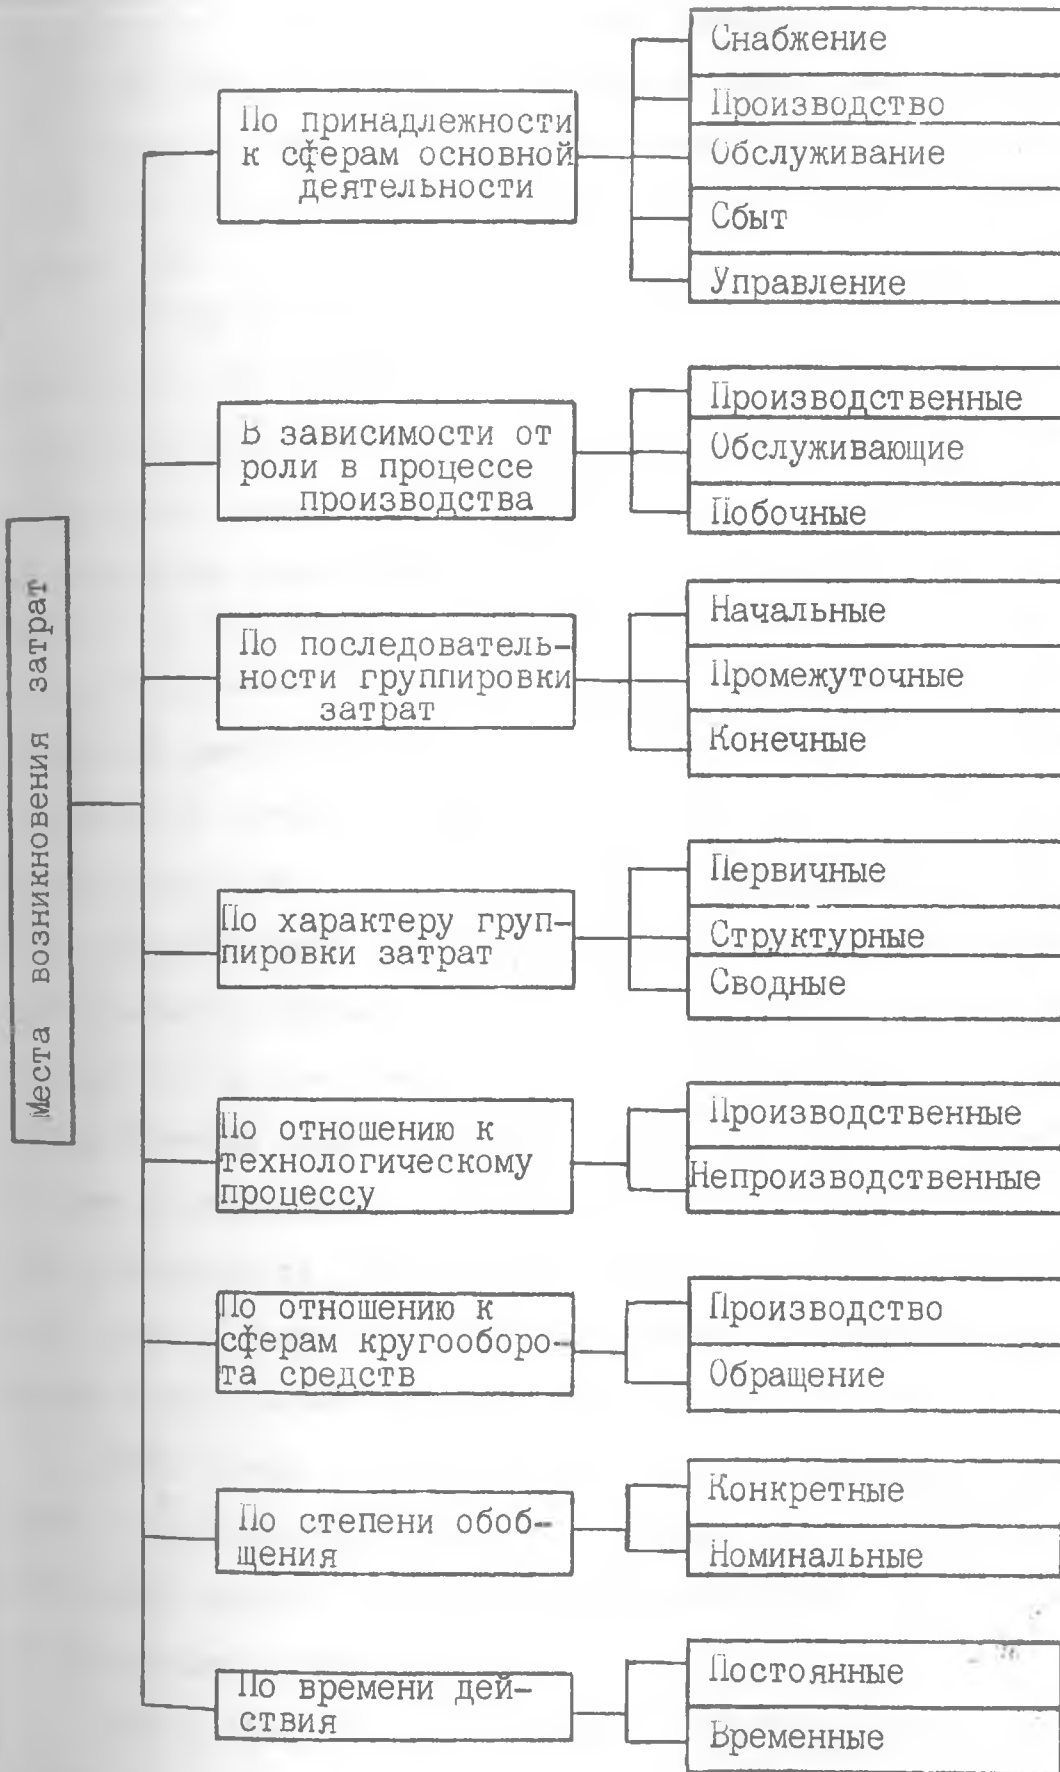 Места возникновения затрат
По принадлежности
к сферам основной
деятельности
Снабжение
Производство
Обслуживание
Сбыт
Управление
В зависимости от
роли в процессе
производства
Производственные
Обслуживающие
Побочные
По последователь-
ности группировки
затрат
Начальные
Промежуточные
Конечные
По характеру груп-
пировки затрат
Первичные
Структурные
Сводные
По отношению к
технологическому
процессу
Производственные
Непроизводственные
По отношению к
сферам кругооборо-
та средств
Производство
Обращение
По степени обоб-
щения
Конкретные
Номинальные
По времени дей-
ствия
Постоянные
Временные